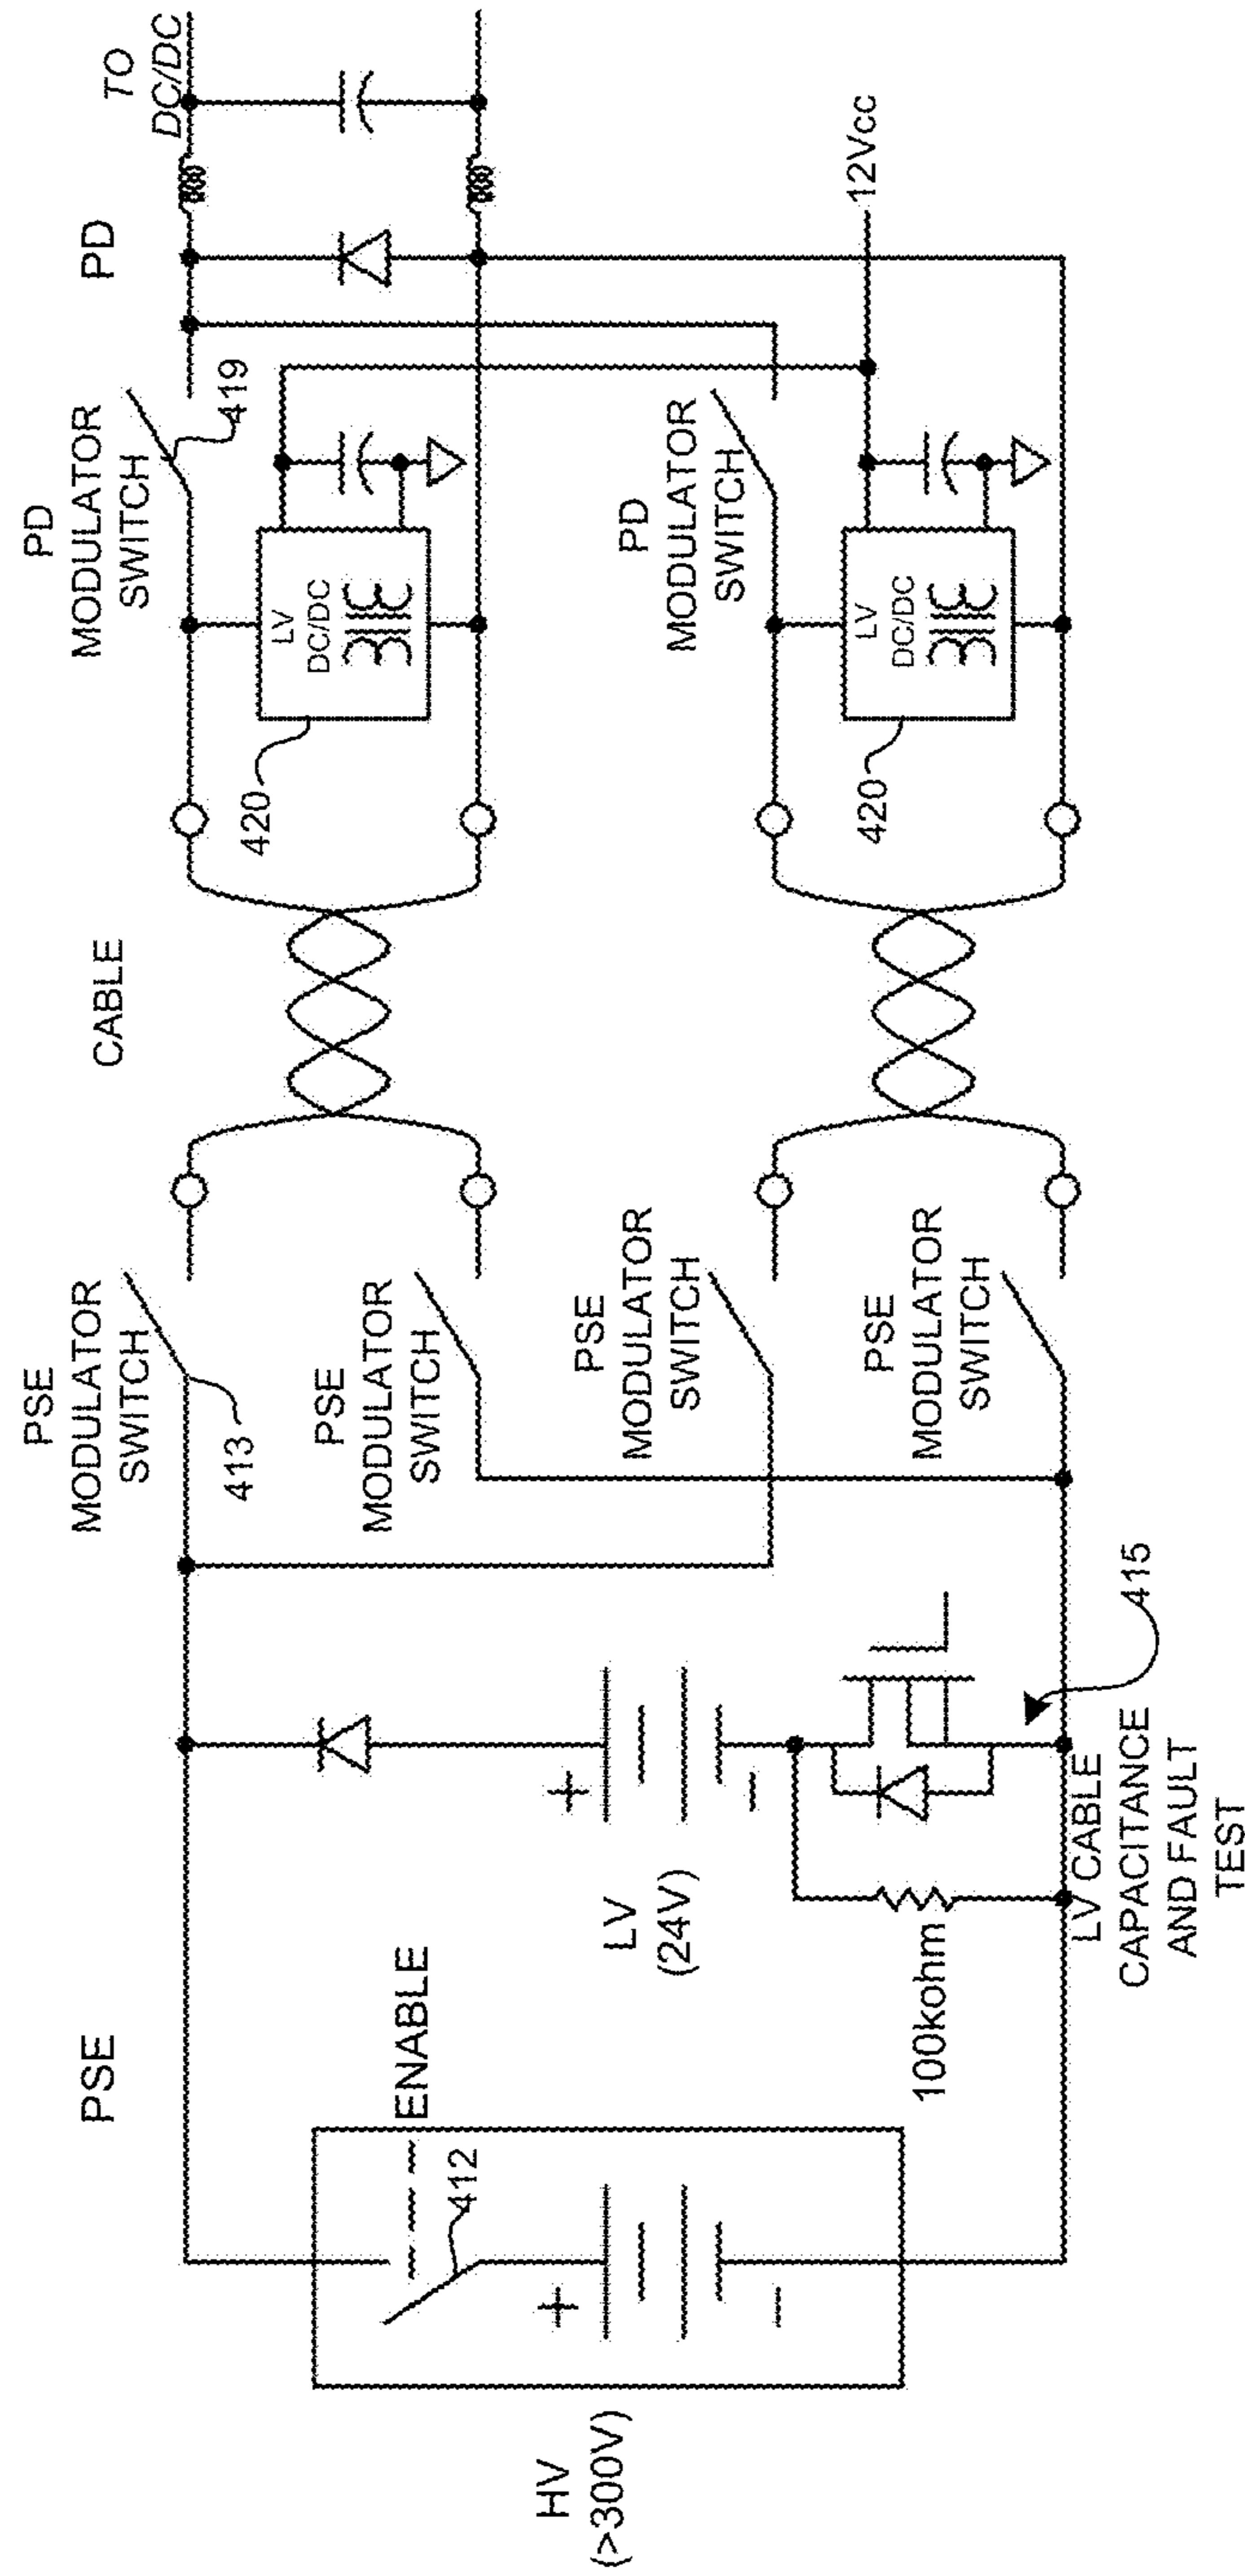 PSE
CABLE
PD
HV
(>300V)
ENABLE
412
LV
(24V)
100kohm
LV CABLE
CAPACITANCE
AND FAULT
TEST
415
PSE
MODULATOR
SWITCH
413
PSE
MODULATOR
SWITCH
PSE
MODULATOR
SWITCH
PSE
MODULATOR
SWITCH
PD
MODULATOR
SWITCH
419
LV
DC/DC
420
PD
MODULATOR
SWITCH
LV
DC/DC
420
12Vcc
TO
DC/DC
+
−
+
−